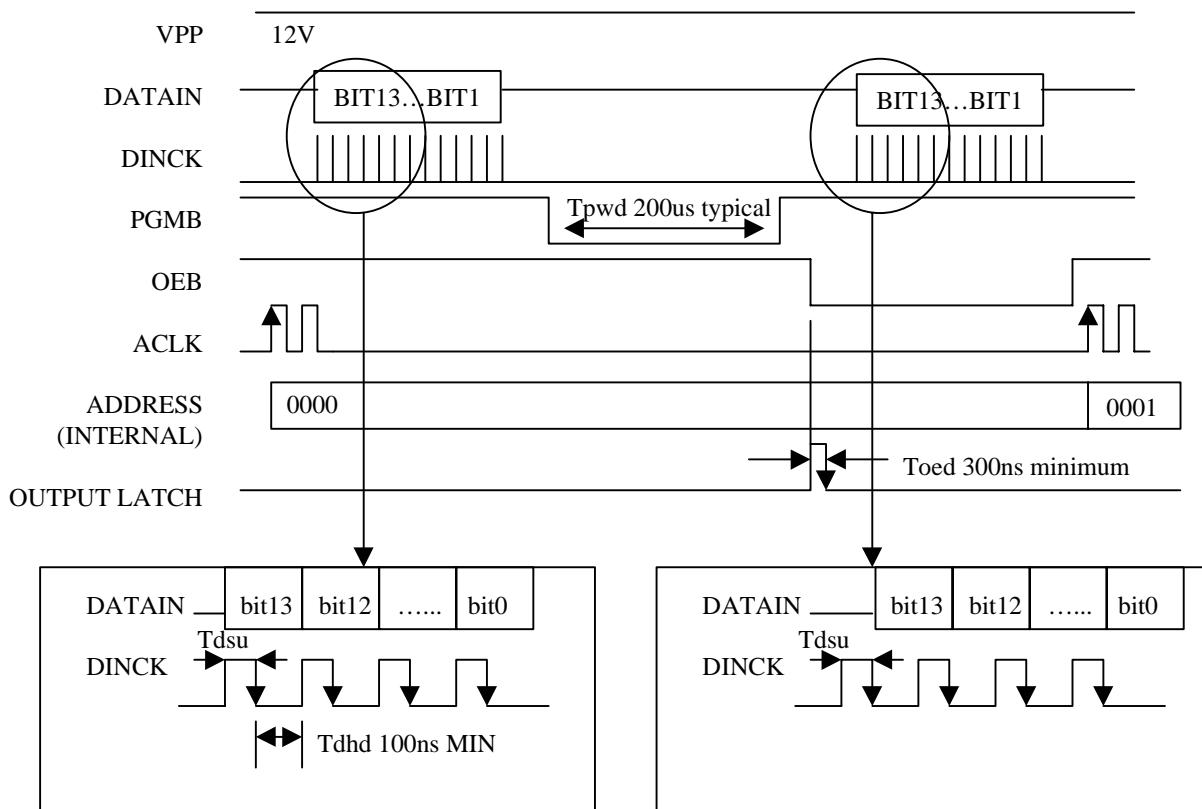 VPP 12V
DATAIN BIT13…BIT1 BIT13…BIT1
DINCK
PGMB Tpwd 200us typical
OEB
ACLK
ADDRESS 0000 0001
(INTERNAL)
Toed 300ns minimum
OUTPUT LATCH
DATAIN bit13 bit12 …... bit0
Tdsu
DINCK
Tdhd 100ns MIN
DATAIN bit13 bit12 …... bit0
Tdsu
DINCK